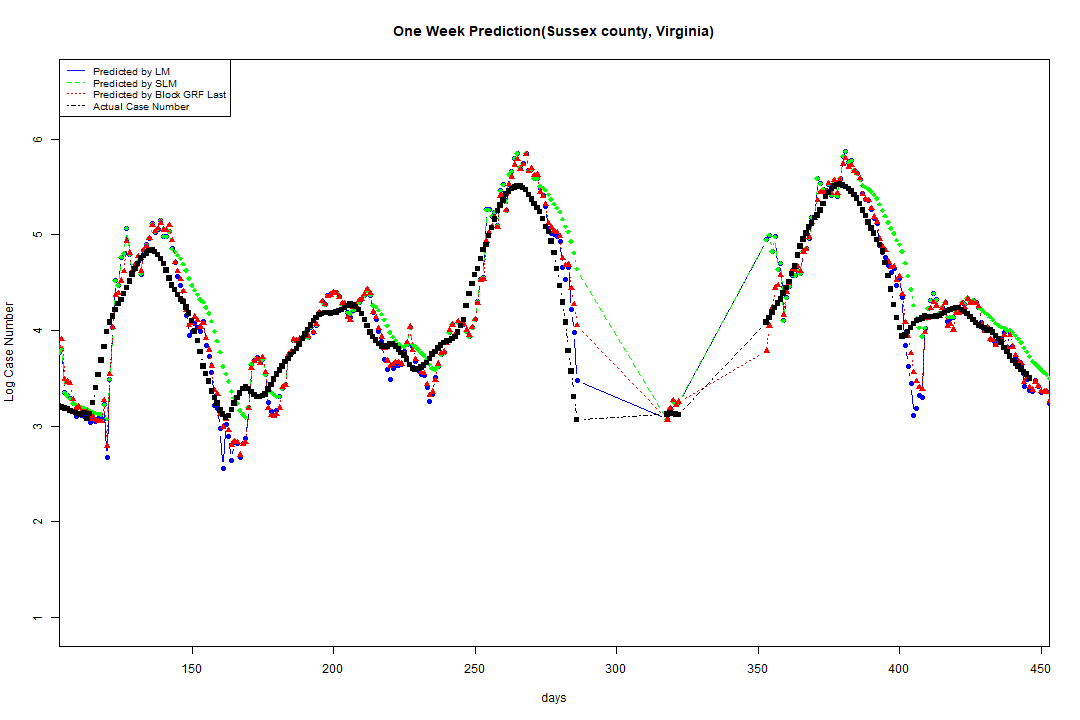 One Week Prediction(Sussex county, Virginia)
Predicted by LM
Predicted by SLM
Predicted by Block GRF Last
Actual Case Number
6
5
4
3
2
1
Log Case Number
150 200 250 300 350 400 450
days